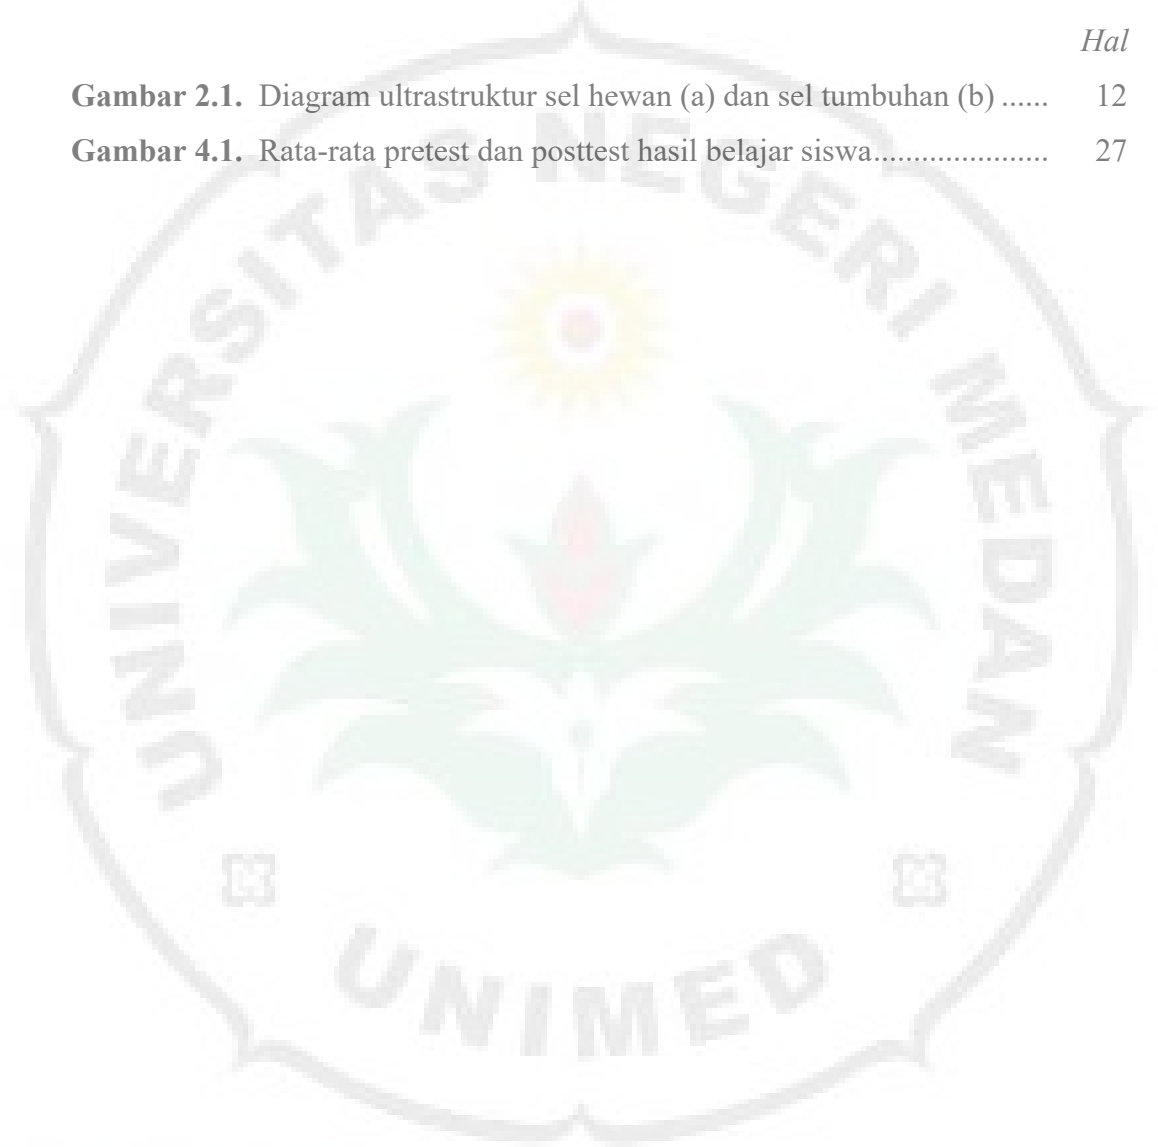 Hal
Gambar 2.1. Diagram ultrastruktur sel hewan (a) dan sel tumbuhan (b) ...... 12
Gambar 4.1. Rata-rata pretest dan posttest hasil belajar siswa...................... 27
UNIVERSITAS NEGERI MEDAN
UNIMED